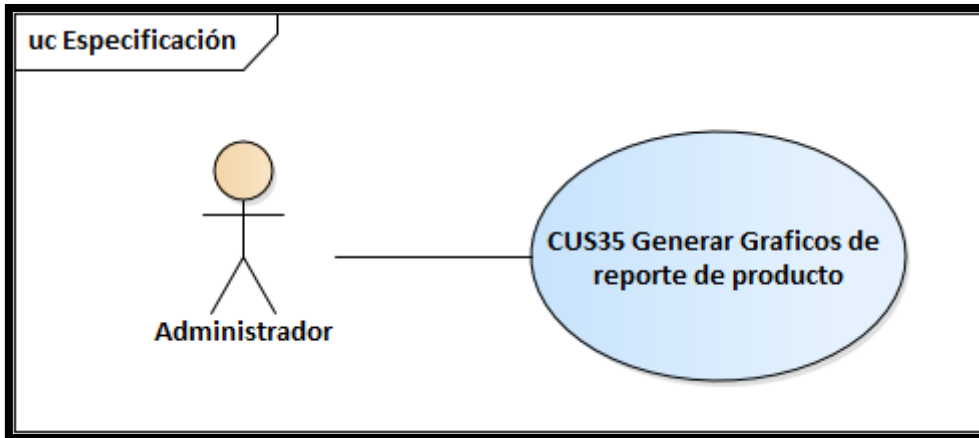 uc Especificación
CUS35 Generar Graficos de
reporte de producto
Administrador